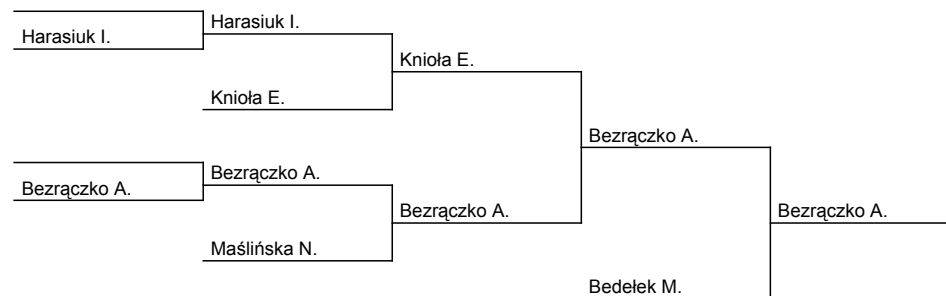 Harasiuk I.
Harasiuk I.
Knioła E.
Knioła E.
Bezrączko A.
Bezrączko A.
Bezrączko A.
Bezrączko A.
Bezrączko A.
Maślińska N.
Bedełek M.